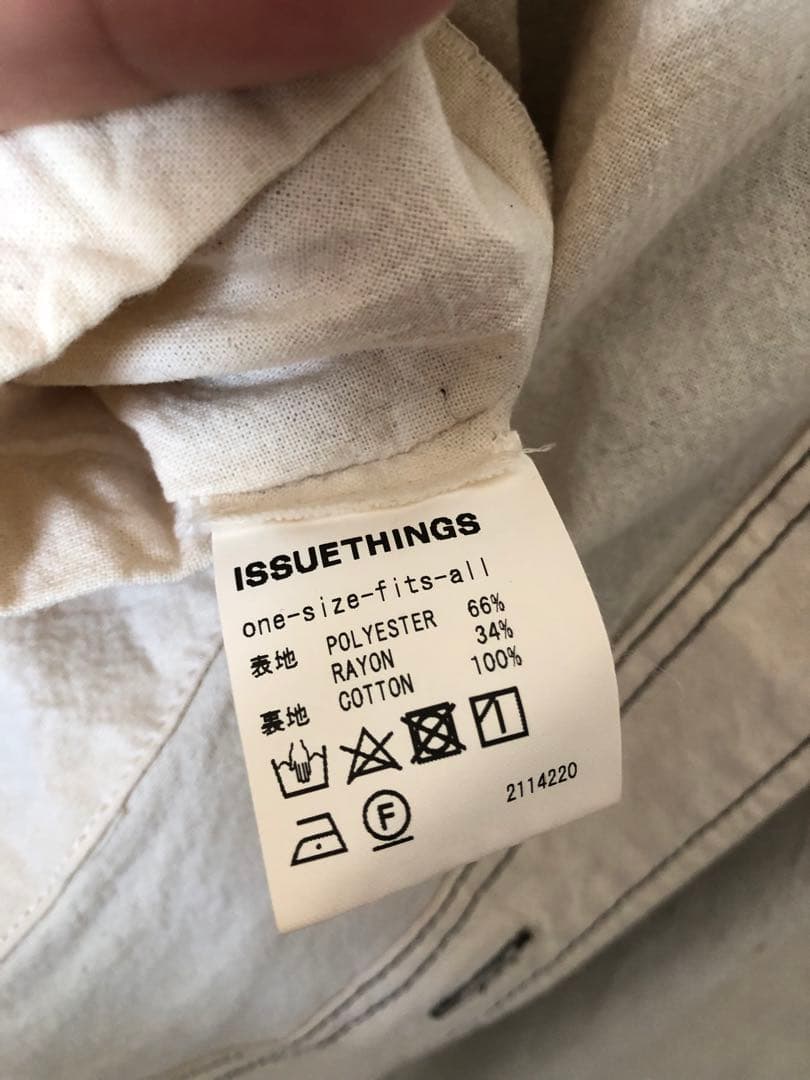 ISSUETHINGS
one-size-fits-all
表地 POLYESTER 66%
RAYON 34%
裏地 COTTON 100%
F
2114220